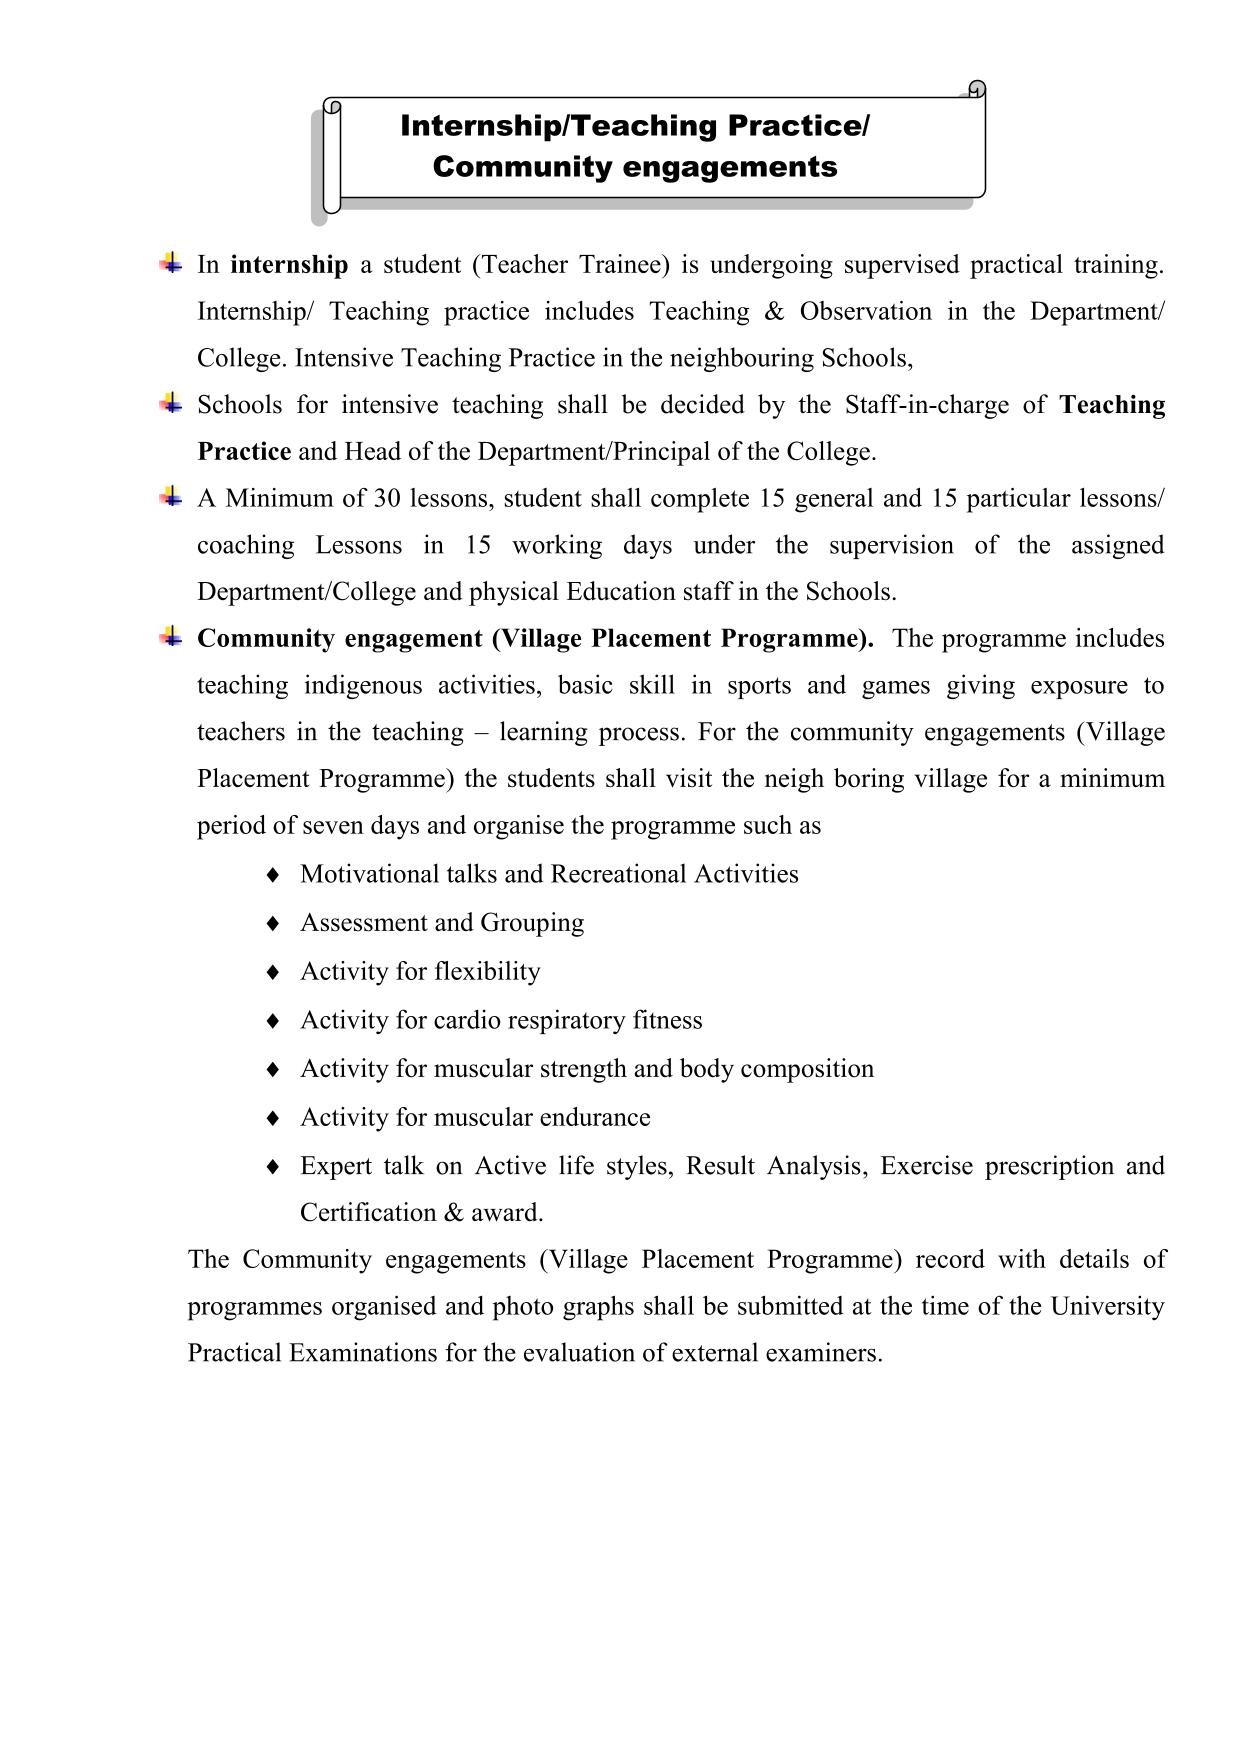 Internship/Teaching Practice/
Community engagements
In internship a student (Teacher Trainee) is undergoing supervised practical training.
Internship/ Teaching practice includes Teaching & Observation in the Department/
College. Intensive Teaching Practice in the neighbouring Schools,
Schools for intensive teaching shall be decided by the Staff-in-charge of Teaching
Practice and Head of the Department/Principal of the College.
A Minimum of 30 lessons, student shall complete 15 general and 15 particular lessons/
coaching Lessons in 15 working days under the supervision of the assigned
Department/College and physical Education staff in the Schools.
Community engagement (Village Placement Programme). The programme includes
teaching indigenous activities, basic skill in sports and games giving exposure to
teachers in the teaching – learning process. For the community engagements (Village
Placement Programme) the students shall visit the neigh boring village for a minimum
period of seven days and organise the programme such as
♦ Motivational talks and Recreational Activities
♦ Assessment and Grouping
♦ Activity for flexibility
♦ Activity for cardio respiratory fitness
♦ Activity for muscular strength and body composition
♦ Activity for muscular endurance
♦ Expert talk on Active life styles, Result Analysis, Exercise prescription and
Certification & award.
The Community engagements (Village Placement Programme) record with details of
programmes organised and photo graphs shall be submitted at the time of the University
Practical Examinations for the evaluation of external examiners.